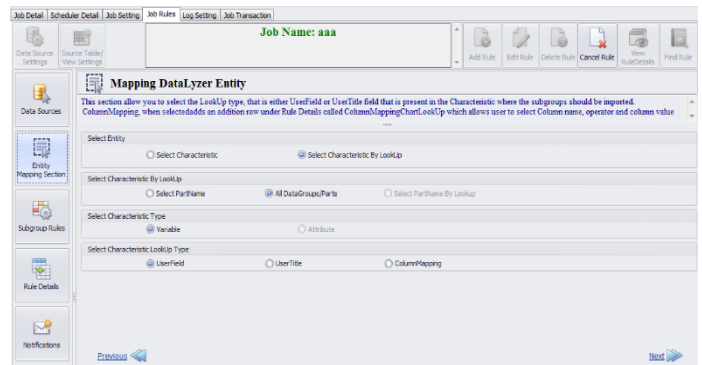 Job Detail Scheduler Detail Job Setting Job Rules Log Setting Job Transaction
Data Source Settings
Source Table/ View Settings
Job Name: aaa
Add Rule Edit Rule Delete Rule Cancel Rule View RuleDetails Find Rule
Mapping DataLyzer Entity
This section allow you to select the LookUp type, that is either UserField or UserTitle field that is present in the Characteristic where the subgroups should be imported.
ColumnMapping, when selectedadds an addition row under Rule Details called ColumnMappingChartLookUp which allows user to select Column name, operator and column value
Data Sources
Entity
Mapping Section
Subgroup Rules
Rule Details
Notifications
Select Entity
Select Characteristic Select Characteristic By LookUp
Select Characteristic By LookUp
Select PartName All DataGroups/Parts Select PartName By Lookup
Select Characteristic Type
Variable Attribute
Select Characteristic LookUp Type
UserField UserTitle ColumnMapping
Previous Next